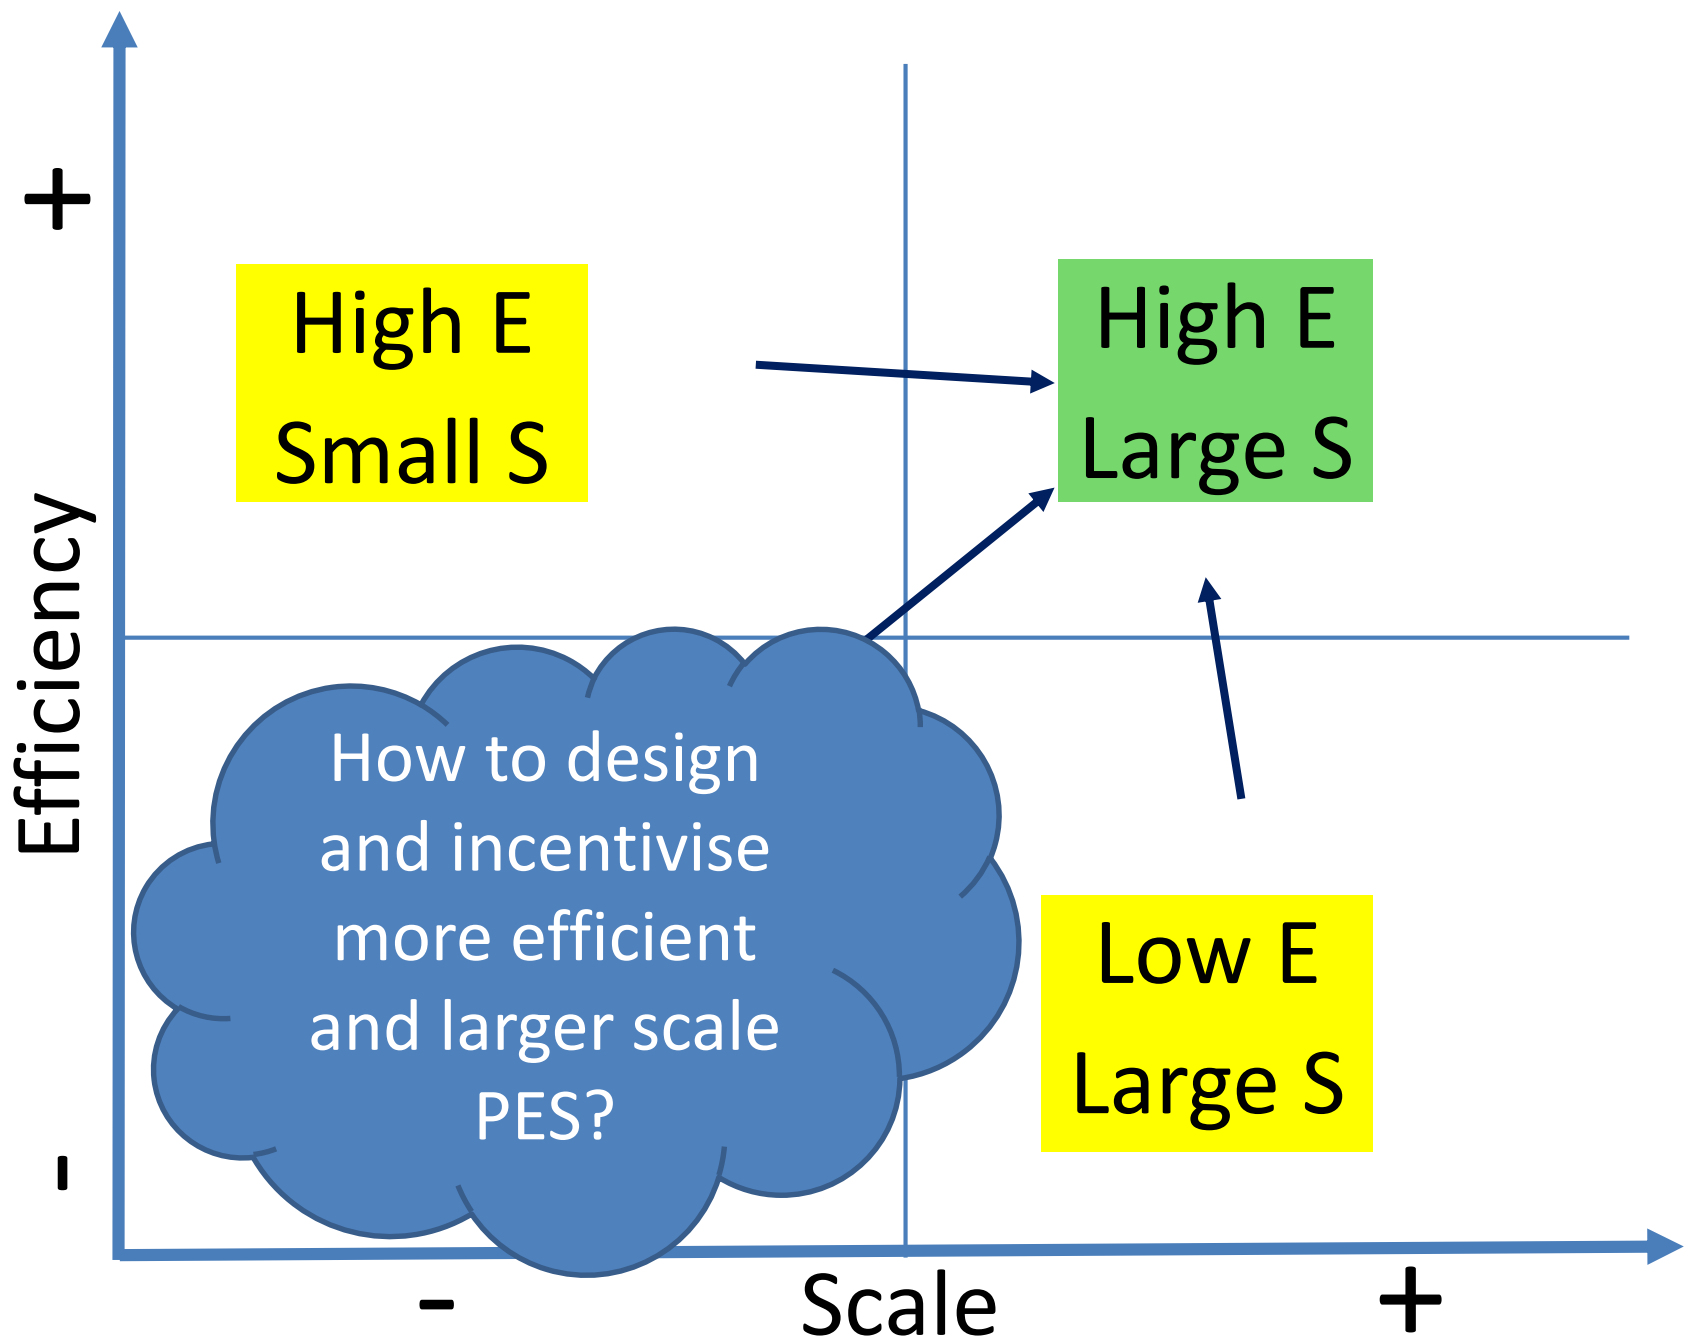 +
High E
Small S
High E
Large S
Efficiency
How to design
and incentivise
more efficient
and larger scale
PES?
Low E
Large S
-
-
Scale
+